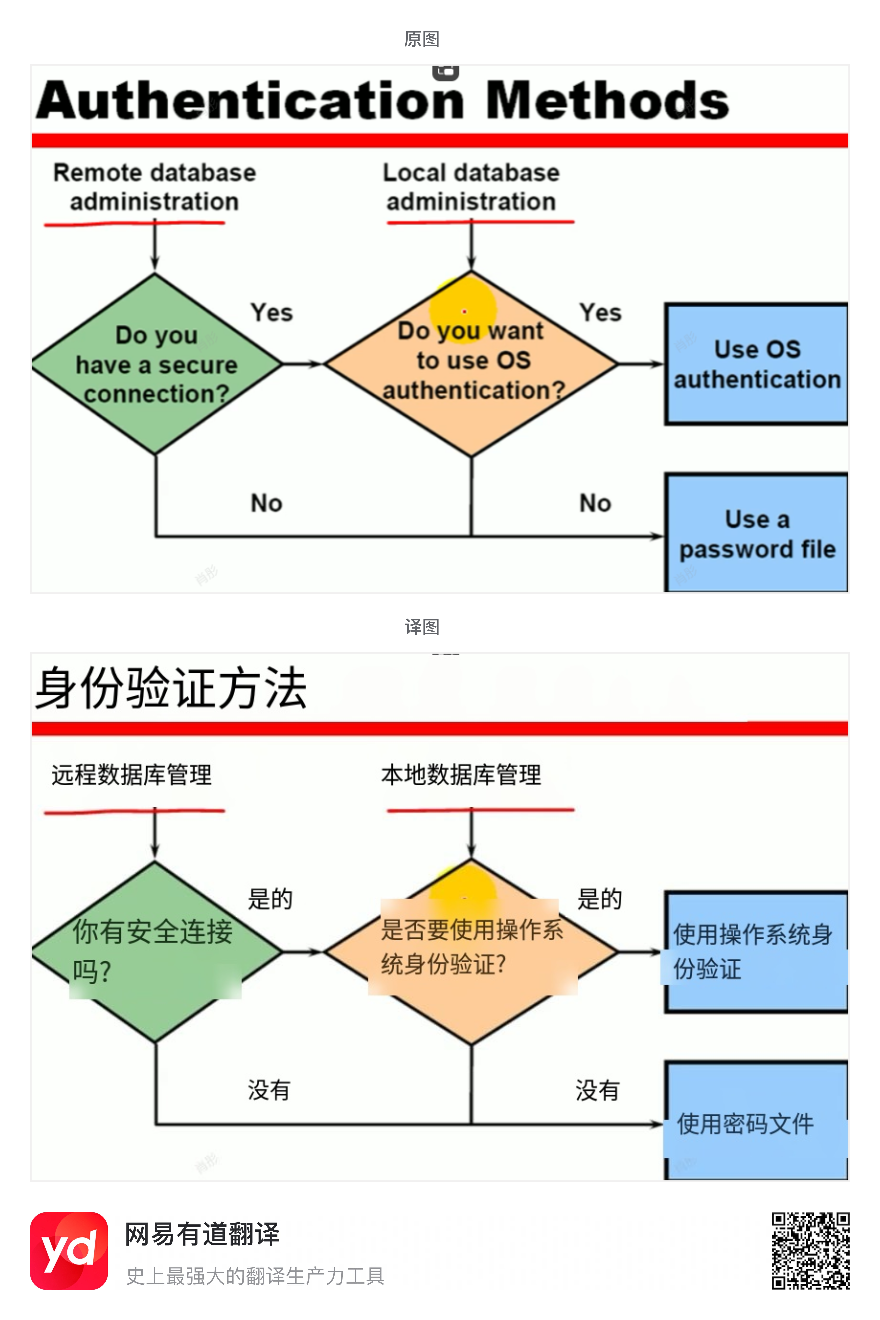 原图
Authentication Methods
Remote database
administration
Local database
administration
Do you
have a secure
connection?
Yes
Do you want
to use OS
authentication?
Yes
Use OS
authentication
No
No
Use a
password file
肖彤
译图
身份验证方法
远程数据库管理
本地数据库管理
你有安全连接
吗?
是的
是否要使用操作系
统身份验证?
是的
使用操作系统身
份验证
没有
没有
使用密码文件
肖彤
yd
网易有道翻译
史上最强大的翻译生产力工具